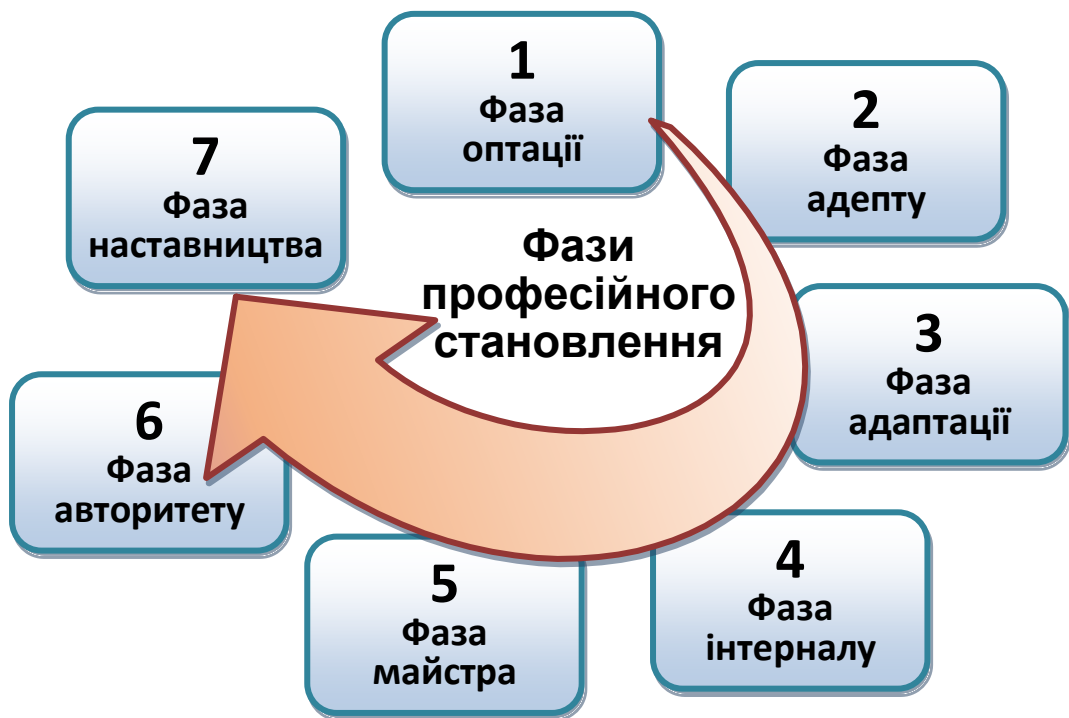 Фази
професійного
становлення
1
Фаза
оптації
2
Фаза
адепту
3
Фаза
адаптації
4
Фаза
інтерналу
5
Фаза
майстра
6
Фаза
авторитету
7
Фаза
наставництва